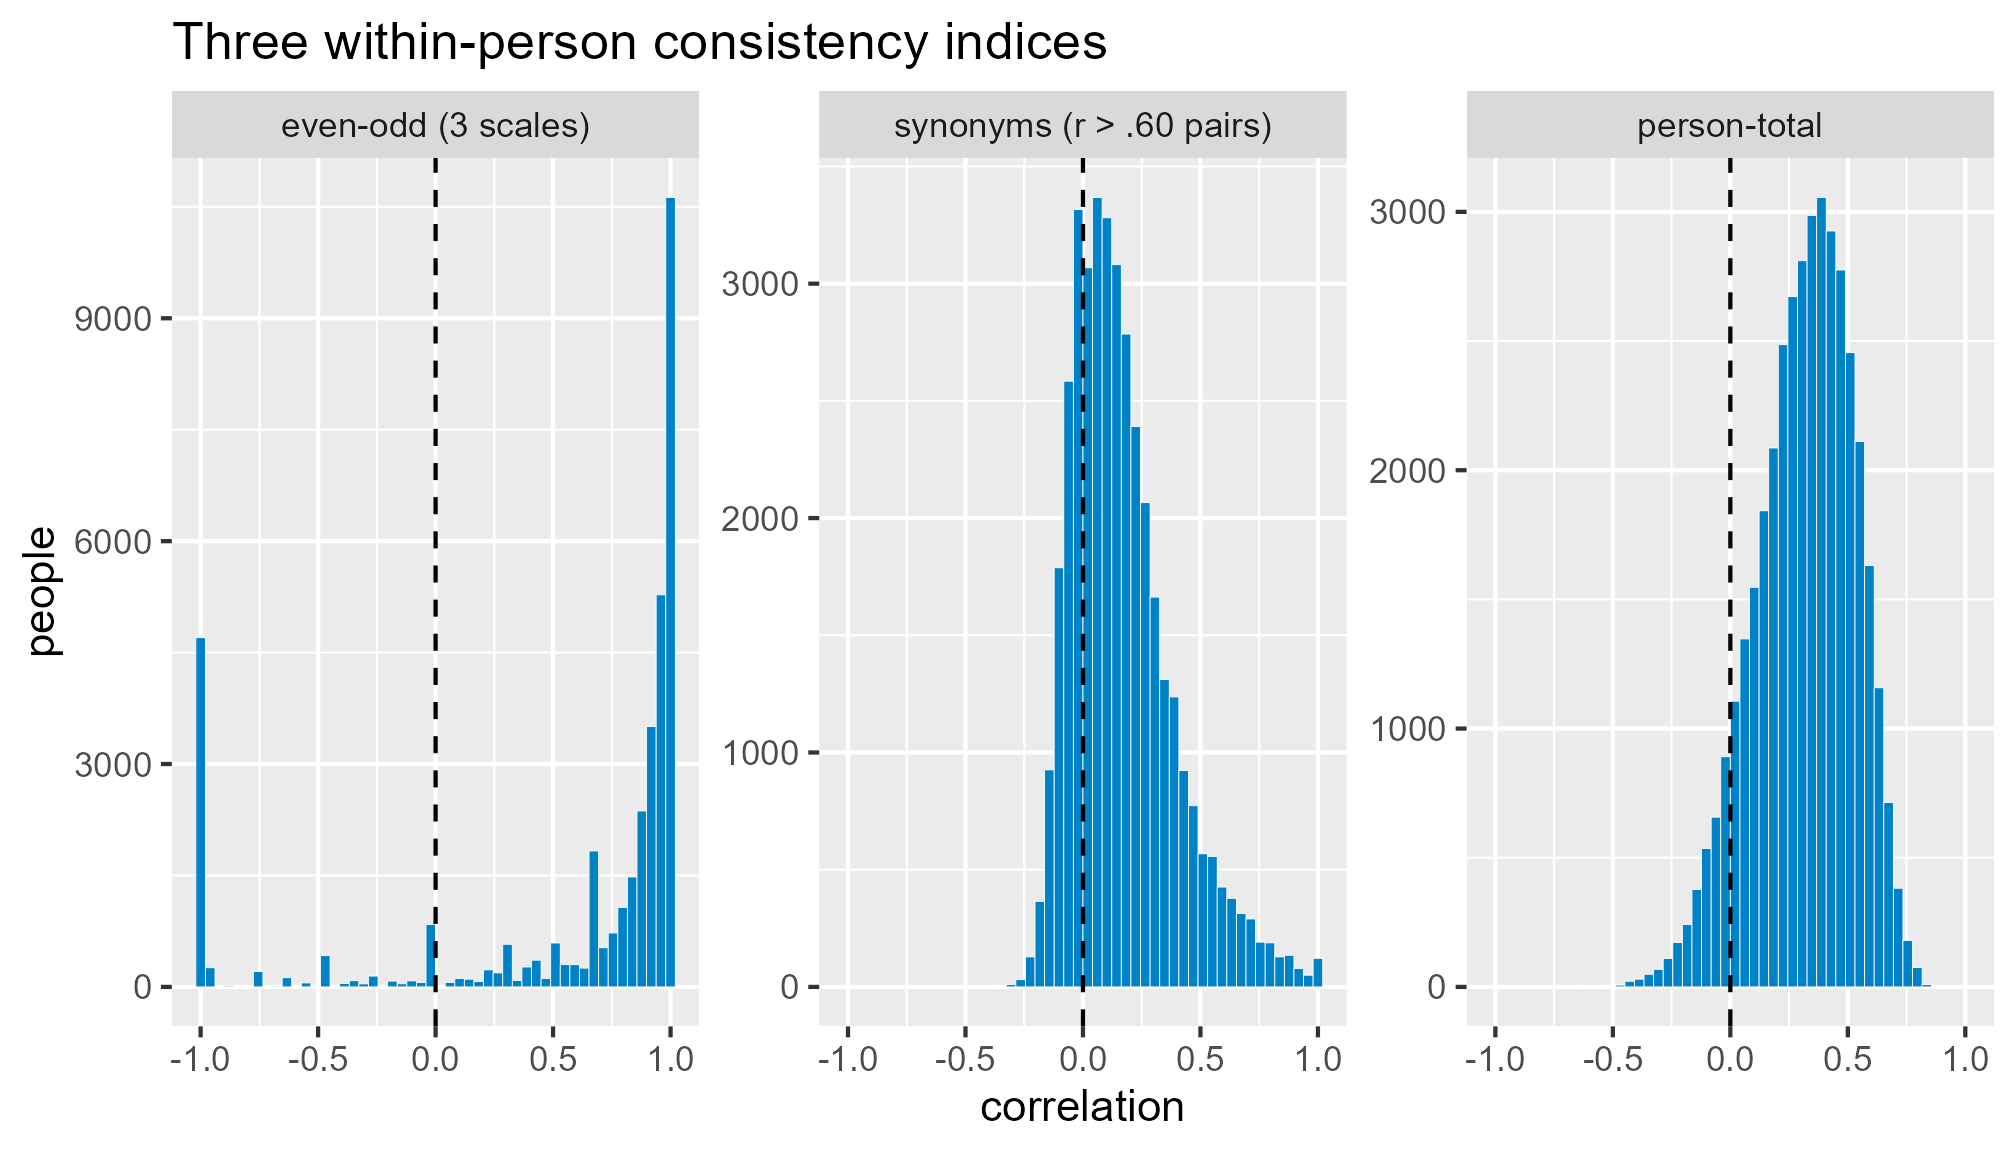 Three within-person consistency indices
even-odd (3 scales)
synonyms (r > .60 pairs)
person-total
people
9000
6000
3000
0
3000
2000
1000
0
3000
2000
1000
0
-1.0 -0.5 0.0 0.5 1.0
-1.0 -0.5 0.0 0.5 1.0
-1.0 -0.5 0.0 0.5 1.0
correlation